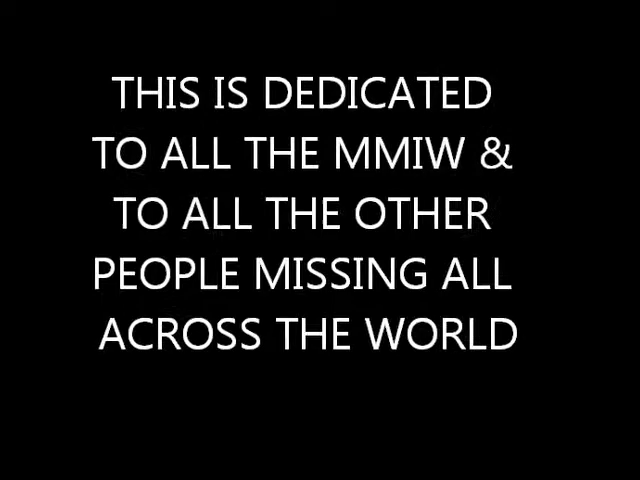 THIS IS DEDICATED
TO ALL THE MMIW &
TO ALL THE OTHER
PEOPLE MISSING ALL
ACROSS THE WORLD